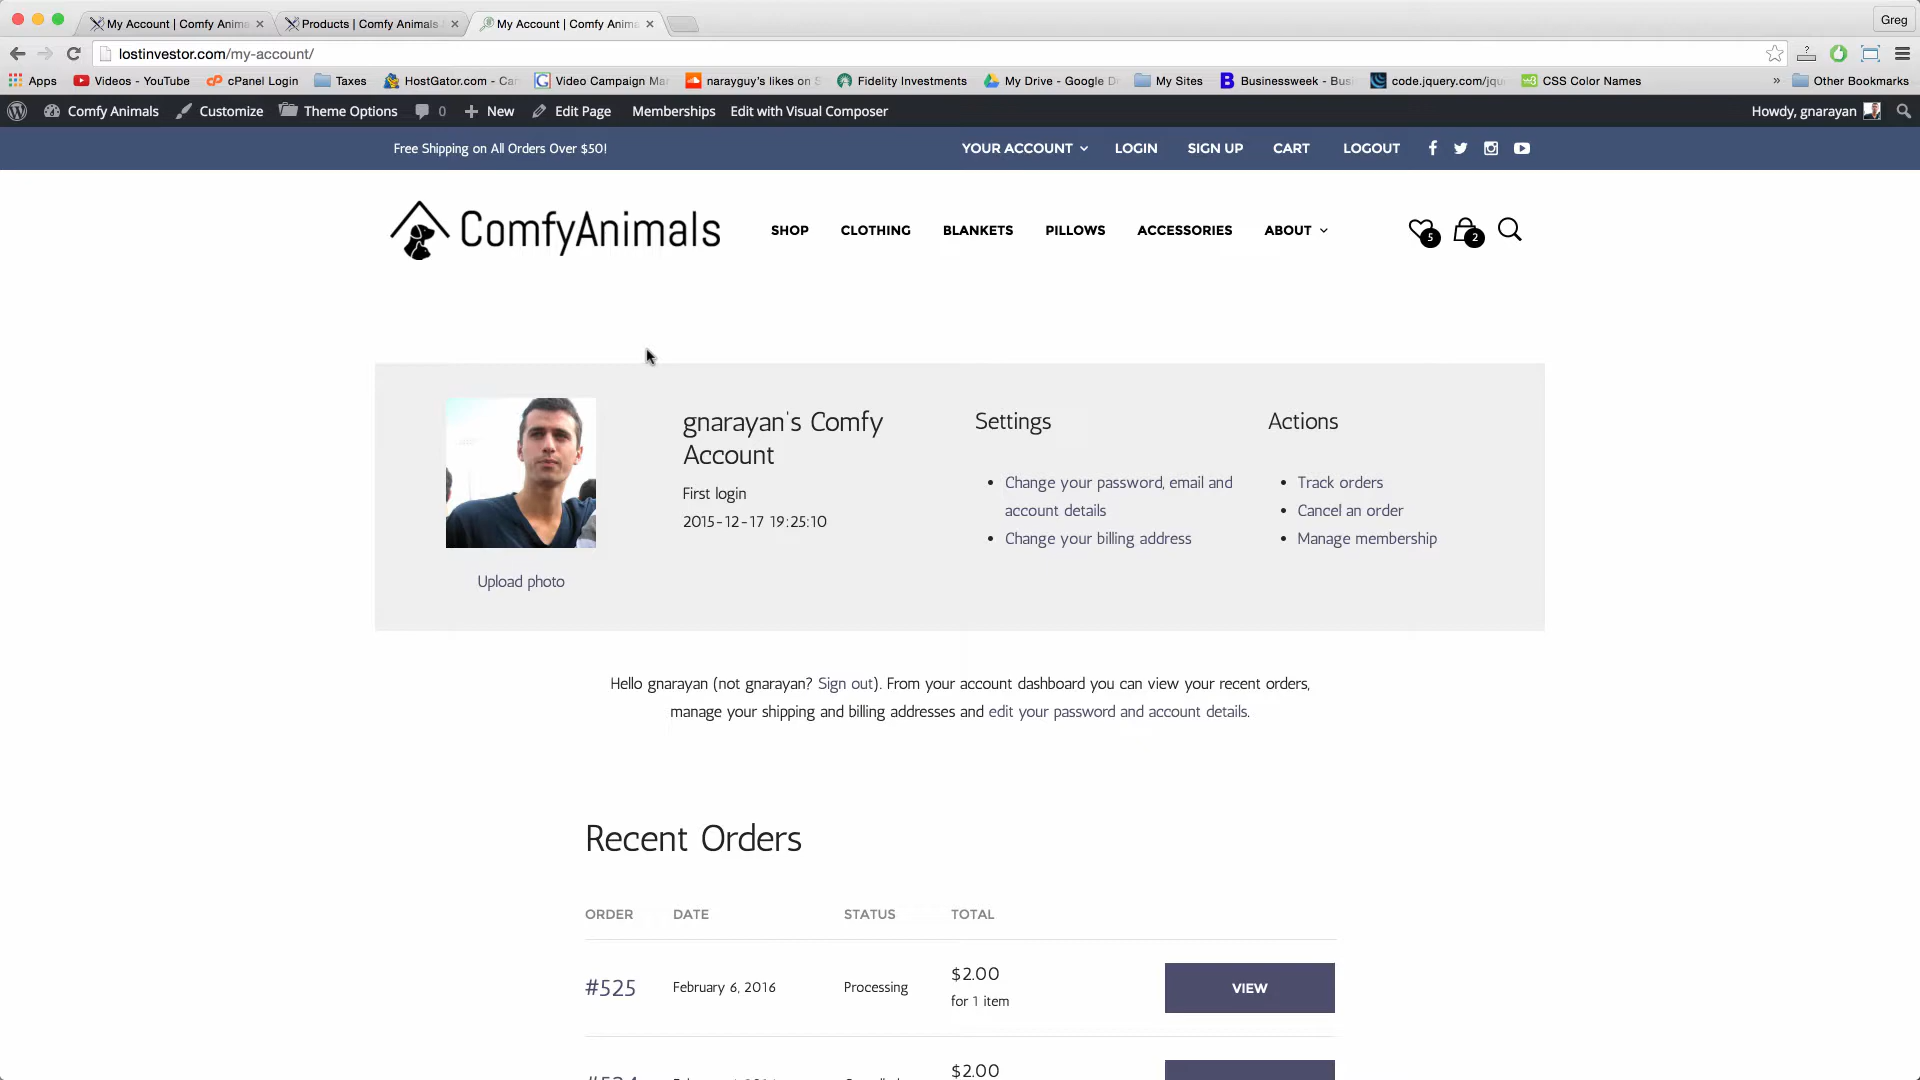 My Account | Comfy Anima
Products | Comfy Animals
My Account | Comfy Anima
Greg
lostinvestor.com/my-account/
Apps
Videos - YouTube
cPanel Login
Taxes
HostGator.com - Ca
Video Campaign Ma
narayguy's likes on S
Fidelity Investments
My Drive - Google D
My Sites
Businessweek - Bus
code.jquery.com/jqu
CSS Color Names
»
Other Bookmarks
Comfy Animals
Customize
Theme Options
0
New
Edit Page
Memberships
Edit with Visual Composer
Howdy, gnarayan
Free Shipping on All Orders Over $50!
YOUR ACCOUNT
LOGIN
SIGN UP
CART
LOGOUT
ComfyAnimals
SHOP
CLOTHING
BLANKETS
PILLOWS
ACCESSORIES
ABOUT
5
2
gnarayan's Comfy
Account
First login
2015-12-17 19:25:10
Upload photo
Settings
• Change your password, email and
account details
• Change your billing address
Actions
• Track orders
• Cancel an order
• Manage membership
Hello gnarayan (not gnarayan? Sign out). From your account dashboard you can view your recent orders,
manage your shipping and billing addresses and edit your password and account details.
Recent Orders
ORDER DATE STATUS TOTAL
#525 February 6, 2016 Processing $2.00
for 1 item
VIEW
$2.00